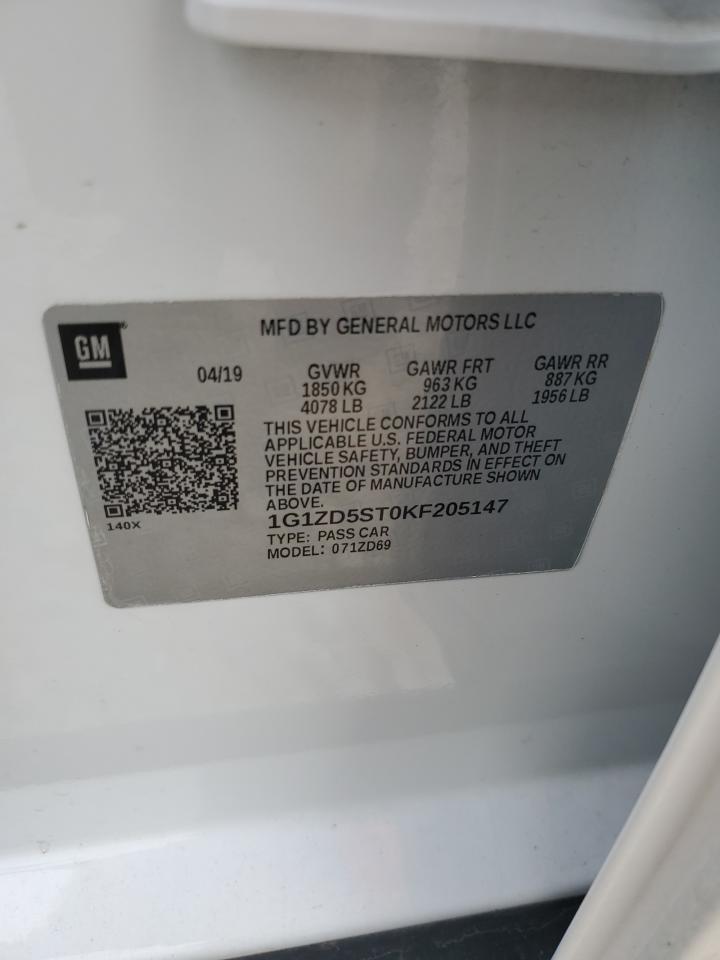 GM
MFD BY GENERAL MOTORS LLC
04/19 GVWR GAWR FRT GAWR RR
1850 KG 963 KG 887 KG
4078 LB 2122 LB 1956 LB
THIS VEHICLE CONFORMS TO ALL
APPLICABLE U.S. FEDERAL MOTOR
VEHICLE SAFETY, BUMPER, AND THEFT
PREVENTION STANDARDS IN EFFECT ON
THE DATE OF MANUFACTURE SHOWN
ABOVE.
1G1ZD5ST0KF205147
140X
TYPE: PASS CAR
MODEL: 071ZD69